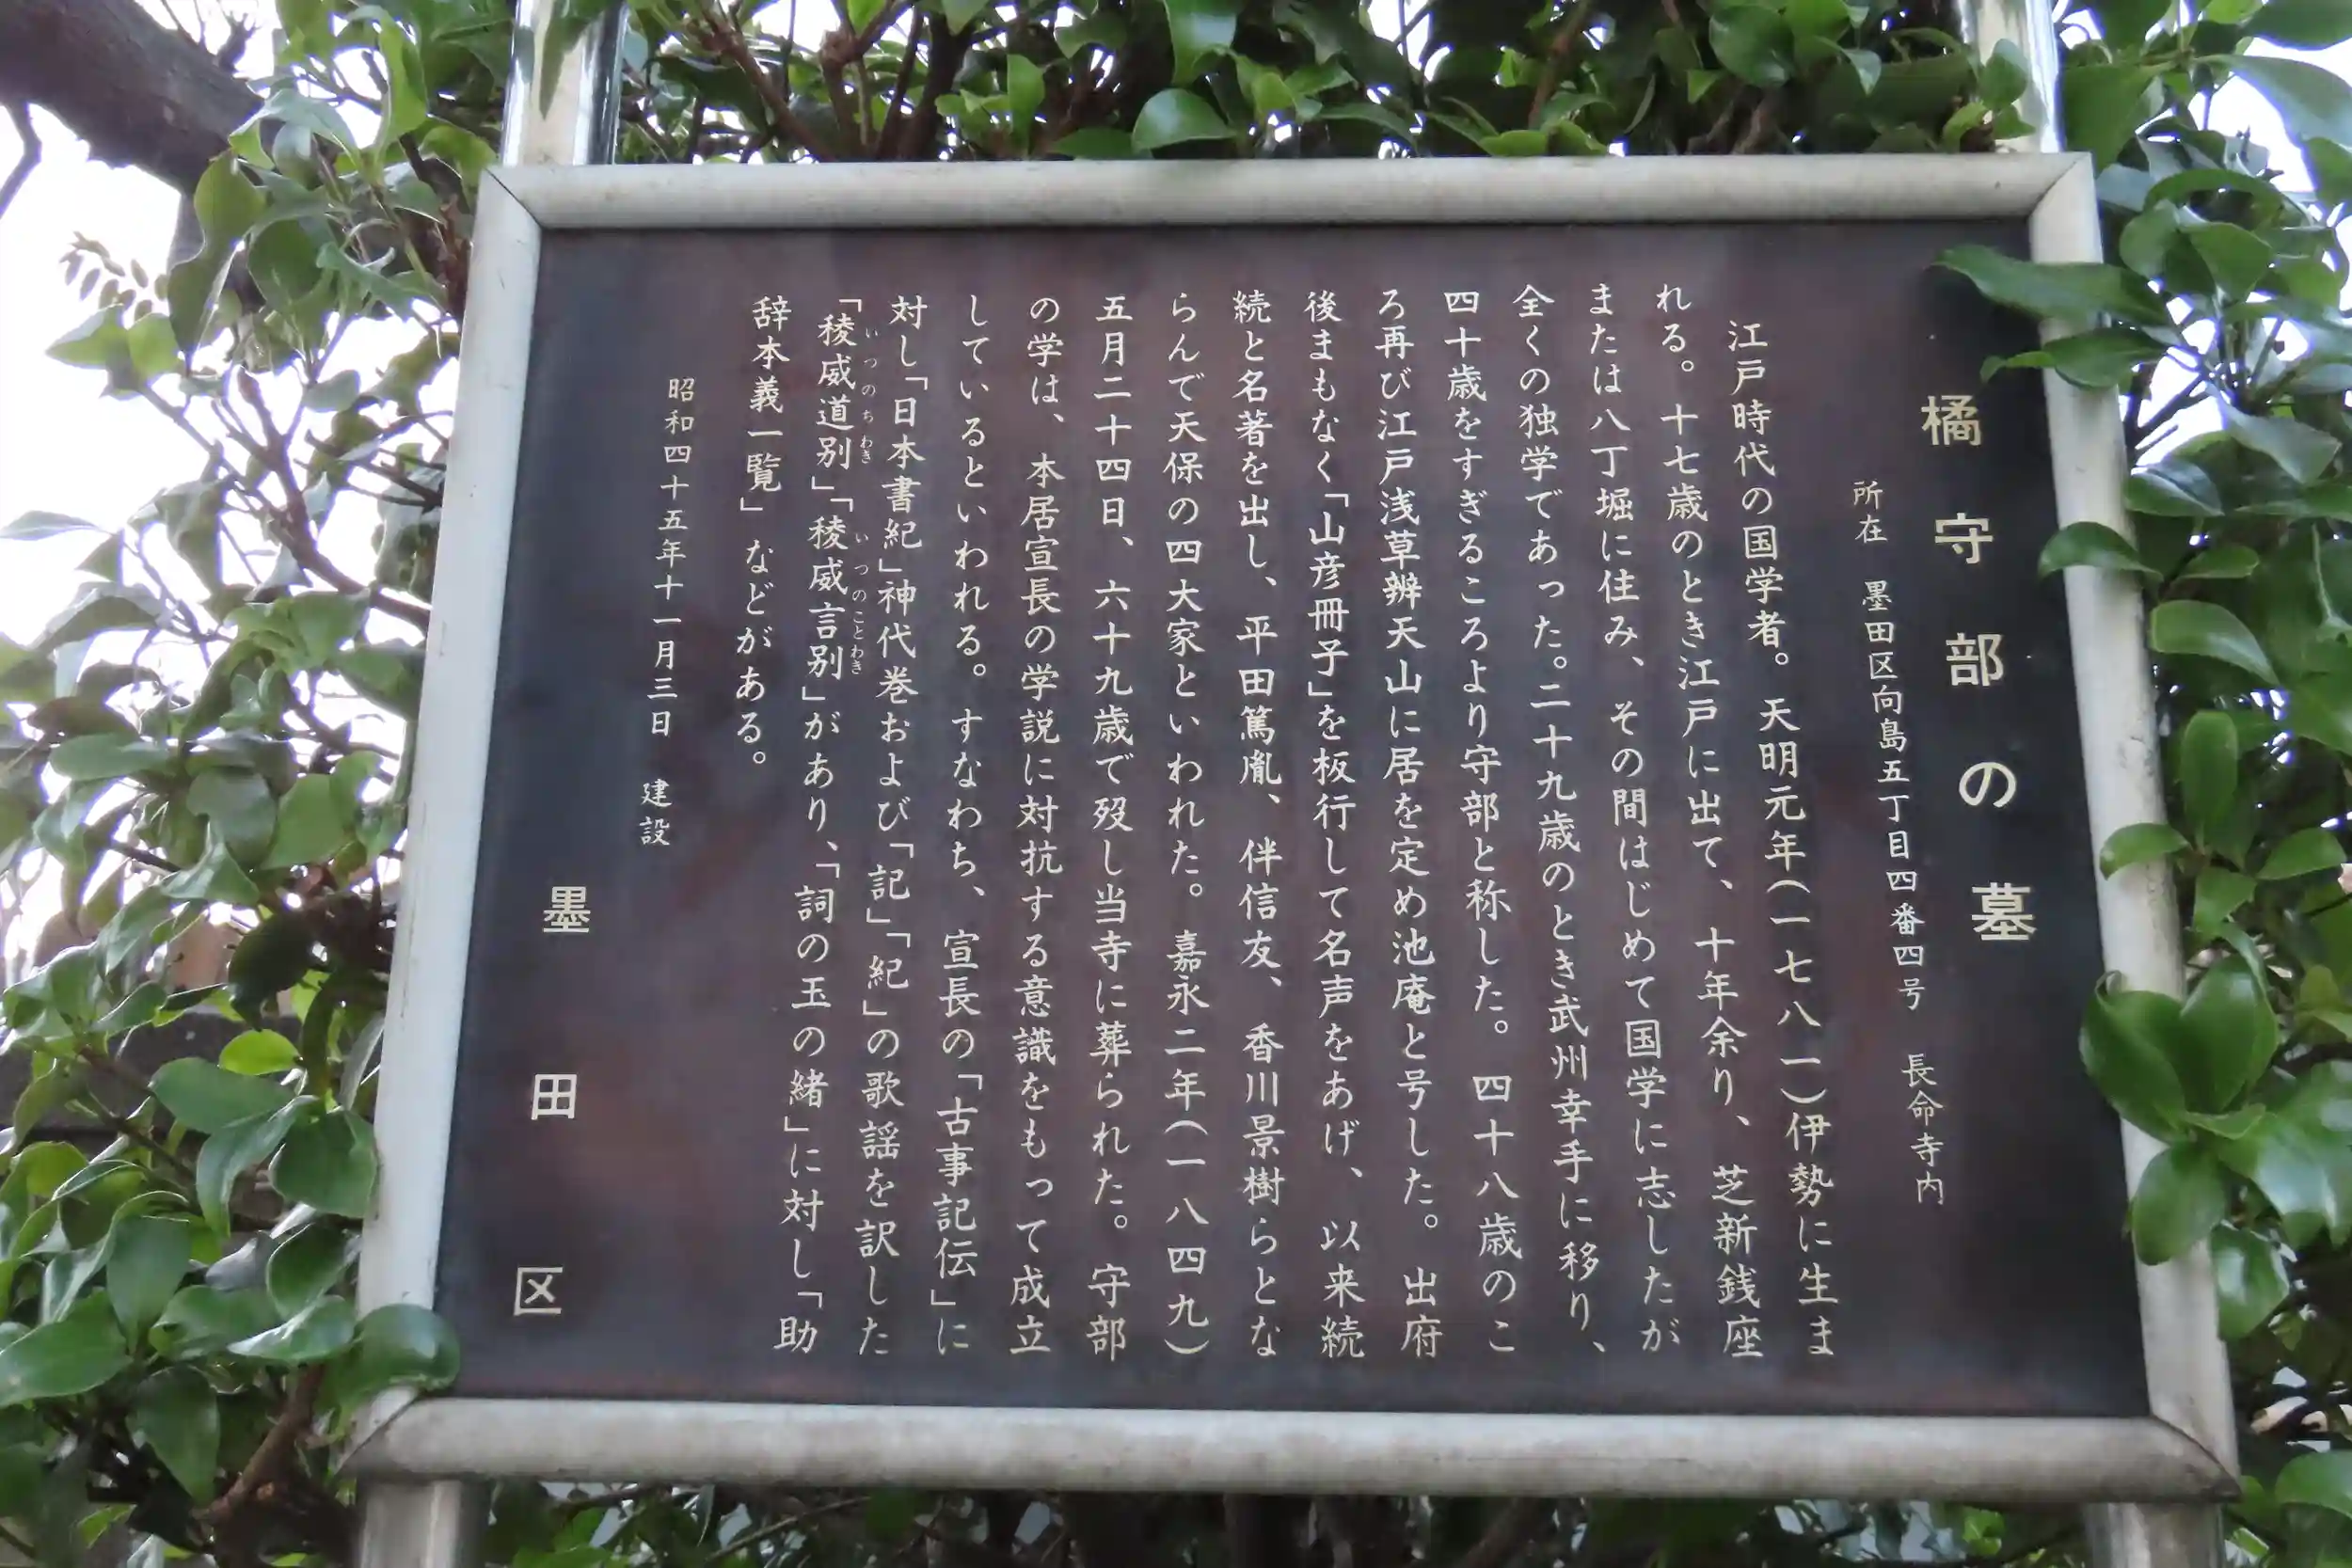 橘守部の墓
所在　墨田区向島五丁目四番四号　長命寺内
江戸時代の国学者。天明元年（一七八一）伊勢に生ま
れる。十七歳のとき江戸に出て、十年余り、芝新銭座
または八丁堀に住み、その間はじめて国学に志したが
全くの独学であった。二十九歳のとき武州幸手に移り、
四十歳をすぎるころより守部と称した。四十八歳のこ
ろ再び江戸浅草辨天山に居を定め池庵と号した。出府
後まもなく「山彦冊子」を板行して名声をあげ、以来続
続と名著を出し、平田篤胤、伴信友、香川景樹らとな
らんで天保の四大家といわれた。嘉永二年（一八四九）
五月二十四日、六十九歳で歿し当寺に葬られた。守部
の学は、本居宣長の学説に対抗する意識をもって成立
しているといわれる。すなわち、宣長の「古事記伝」に
対し「日本書紀」神代巻および「記」「紀」の歌謡を訳した
「稜威道別」「稜威言別」があり、「詞の玉の緒」に対し「助
いつのちわき　いつのことわき
辞本義一覧」などがある。
昭和四十五年十一月三日　建設
墨田区